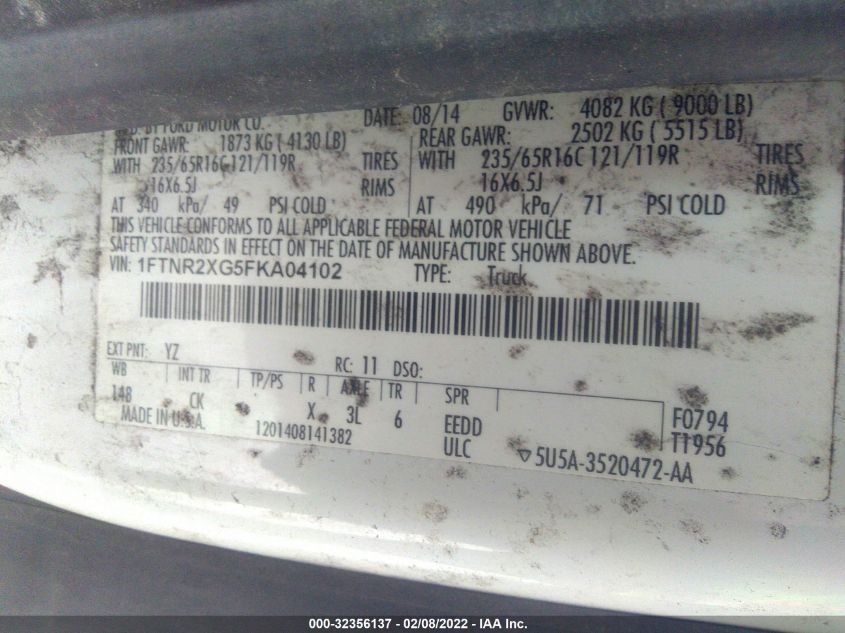 BY FORD MOTOR CO. DATE: 08/14 GVWR: 4082 KG ( 9000 LB)
FRONT GAWR: 1873 KG ( 4130 LB) REAR GAWR: 2502 KG ( 5515 LB)
WITH 235/65R16C 121/119R TIRES WITH 235/65R16C 121/119R TIRES
16X6.5J RIMS 16X6.5J RIMS
AT 340 kPa/ 49 PSI COLD AT 490 kPa/ 71 PSI COLD
THIS VEHICLE CONFORMS TO ALL APPLICABLE FEDERAL MOTOR VEHICLE
SAFETY STANDARDS IN EFFECT ON THE DATE OF MANUFACTURE SHOWN ABOVE.
VIN: 1FTNR2XG5FKA04102 TYPE: Truck
EXT PNT: YZ RC: 11 DSO:
WB INT TR TP/PS R AXLE TR SPR
148 CK X 3L 6 EEDD F0794
MADE IN U.S.A. 1201408141382 ULC T1956
▽5U5A-3520472-AA
000-32356137 - 02/08/2022 - IAA Inc.